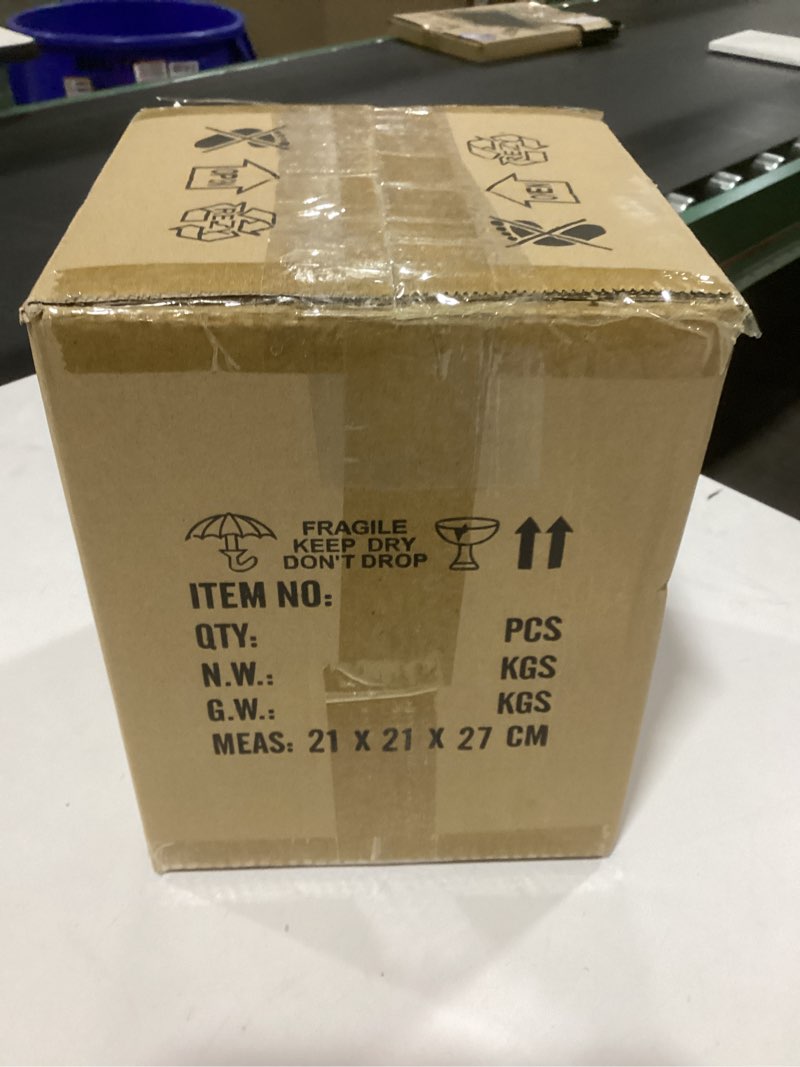 FRAGILE
KEEP DRY
DON'T DROP
ITEM NO:
QTY: PCS
N.W.: KGS
G.W.: KGS
MEAS: 21 X 21 X 27 CM